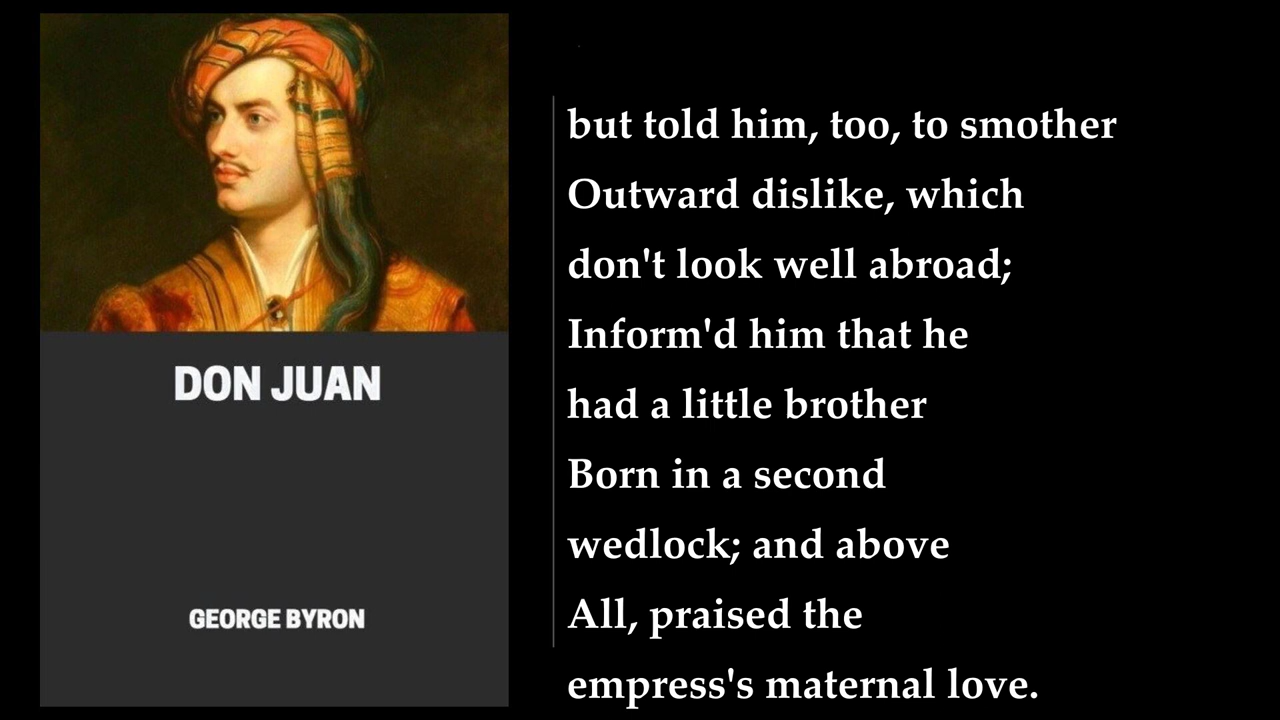 DON JUAN
GEORGE BYRON
but told him, too, to smother
Outward dislike, which
don't look well abroad;
Inform'd him that he
had a little brother
Born in a second
wedlock; and above
All, praised the
empress's maternal love.